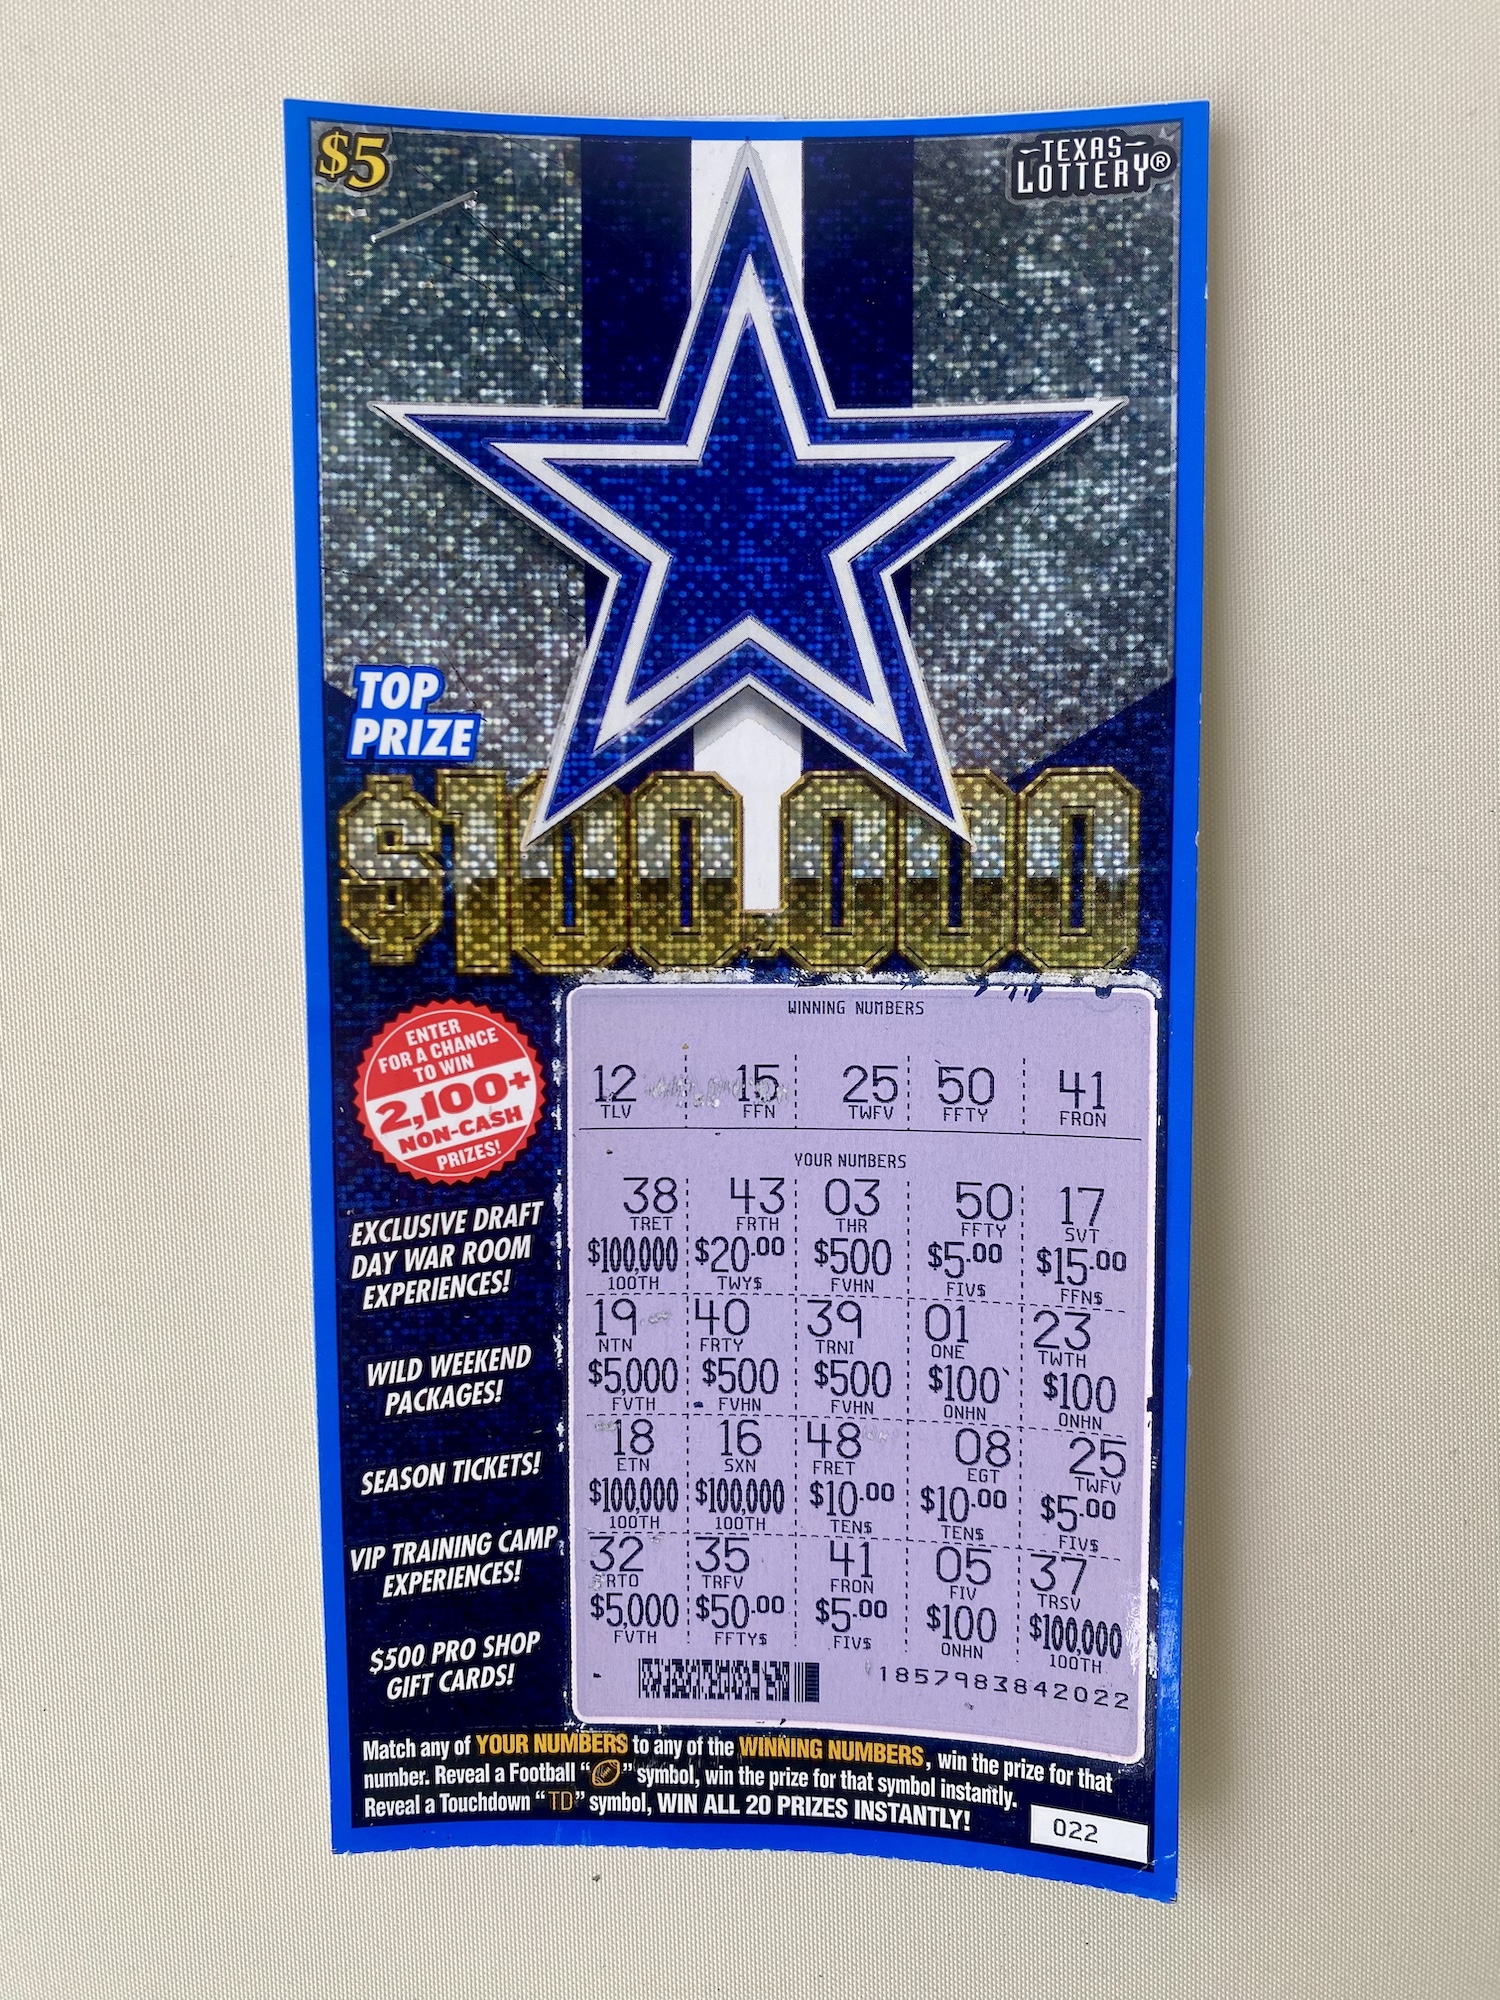 $5
TEXAS
LOTTERY®
TOP
PRIZE
$100,000
ENTER
FOR A CHANCE
TO WIN
2,100+
NON-CASH
PRIZES!
EXCLUSIVE DRAFT
DAY WAR ROOM
EXPERIENCES!
WILD WEEKEND
PACKAGES!
SEASON TICKETS!
VIP TRAINING CAMP
EXPERIENCES!
$500 PRO SHOP
GIFT CARDS!
WINNING NUMBERS
12 15 25 50 41
TLV FFN TWFV FFTY FRON
YOUR NUMBERS
38 43 03 50 17
TRET FRTH THR FFTY SVT
$100,000 $20.00 $500 $5.00 $15.00
100TH TWY$ FVHN FIV$ FFN$
19 40 39 01 23
NTN FRTY TRNI ONE TWTH
$5,000 $500 $500 $100 $100
FVTH FVHN FVHN ONHN ONHN
18 16 48 08 25
ETN SXN FRET EGT TWFV
$100,000 $100,000 $10.00 $10.00 $5.00
100TH 100TH TEN$ TEN$ FIV$
32 35 41 05 37
TRTO TRFV FRON FIV TRSV
$5,000 $50.00 $5.00 $100 $100,000
FVTH FFTY$ FIV$ ONHN 100TH
1857983842022
Match any of YOUR NUMBERS to any of the WINNING NUMBERS, win the prize for that
number. Reveal a Football “ ” symbol, win the prize for that symbol instantly.
Reveal a Touchdown “TD” symbol, WIN ALL 20 PRIZES INSTANTLY!
022